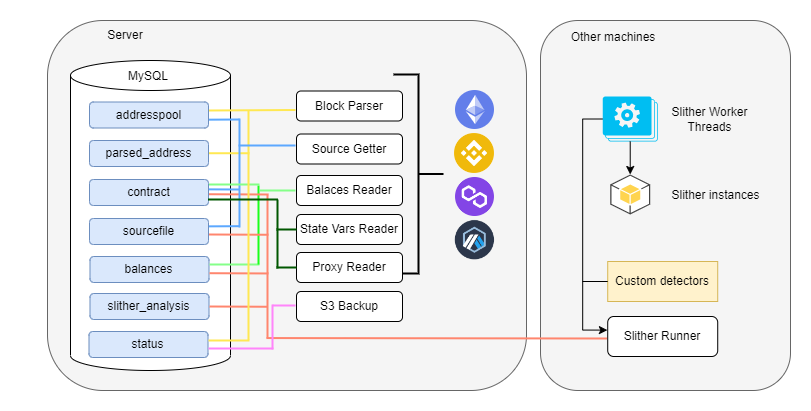 Server
Other machines
MySQL
addresspool
parsed_address
contract
sourcefile
balances
slither_analysis
status
Block Parser
Source Getter
Balaces Reader
State Vars Reader
Proxy Reader
S3 Backup
Slither Worker
Threads
Slither instances
Custom detectors
Slither Runner